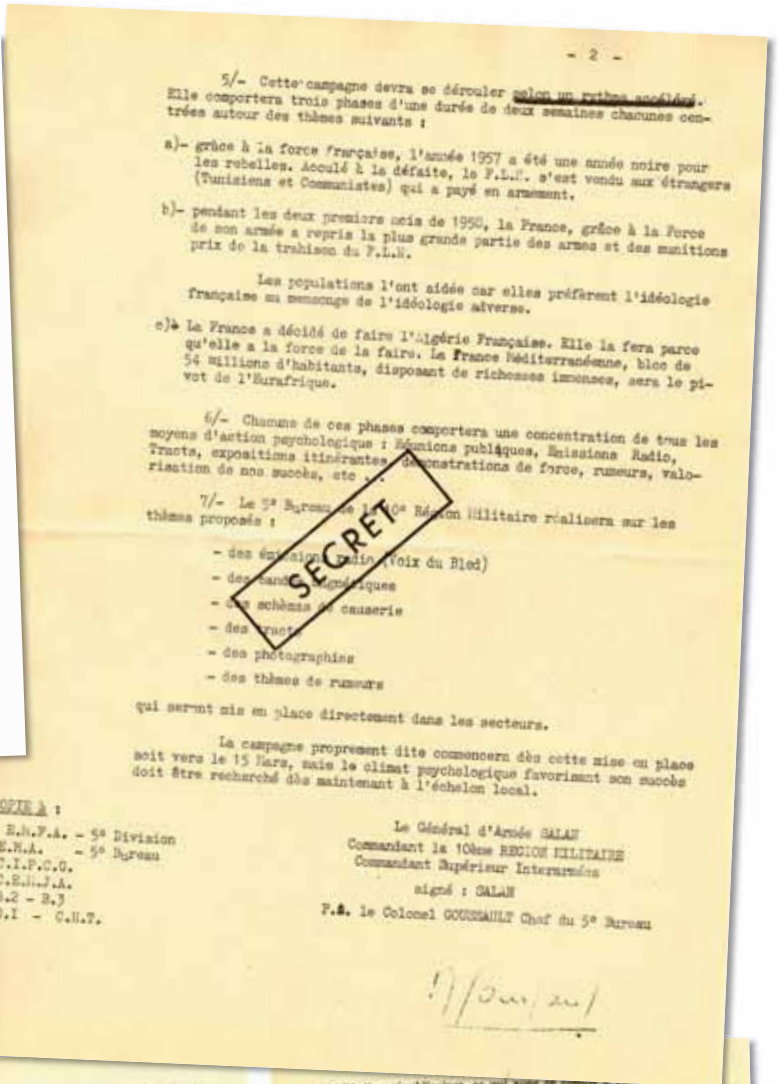 - 2 -
5/- Cette campagne devra se dérouler selon un rythme accéléré.
Elle comportera trois phases d'une durée de deux semaines chacunes cen-
trées autour des thèmes suivants :
a)- grâce à la force française, l'année 1957 a été une année noire pour
les rebelles. Acculé à la défaite, le F.L.N. s'est vendu aux étrangers
(Tunisiens et Communistes) qui a payé en armement.
b)- pendant les deux premiers mois de 1958, la France, grâce à la Force
de son armée a repris la plus grande partie des armes et des munitions
prix de la trahison du F.L.N.
Les populations l'ont aidée car elles préfèrent l'idéologie
française au mensonge de l'idéologie adverse.
c)- La France a décidé de faire l'Algérie Française. Elle la fera parce
qu'elle a la force de la faire. La France Méditerranéenne, bloc de
54 millions d'habitants, disposant de richesses immenses, sera le pi-
vot de l'Eurafrique.
6/- Chacune de ces phases comportera une concentration de tous les
moyens d'action psychologique : Réunions publiques, Emissions Radio,
Tracts, expositions itinérantes, démonstrations de force, rumeurs, valo-
risation de nos succès, etc ...
7/- Le 5° Bureau de la 10° Région Militaire réalisera sur les
thèmes proposés :
- des émissions radio (Voix du Bled)
- des bandes magnétiques
- des schèmas de causerie
- des tracts
- des photographies
- des thèmes de rumeurs
SECRET
qui seront mis en place directement dans les secteurs.
La campagne proprement dite commencera dès cette mise en place
soit vers le 15 Mars, mais le climat psychologique favorisant son succès
doit être recherché dès maintenant à l'échelon local.
OPIE à :
E.M.F.A. - 5° Division
E.M.A. - 5° Bureau
C.I.P.C.G.
C.E.M.J.A.
B.2 - B.3
- C.H.T.
Le Général d'Armée SALAN
Commandant la 10ème REGION MILITAIRE
Commandant Supérieur Interarmées
signé : SALAN
le Colonel GOUSSAULT Chef du 5° Bureau